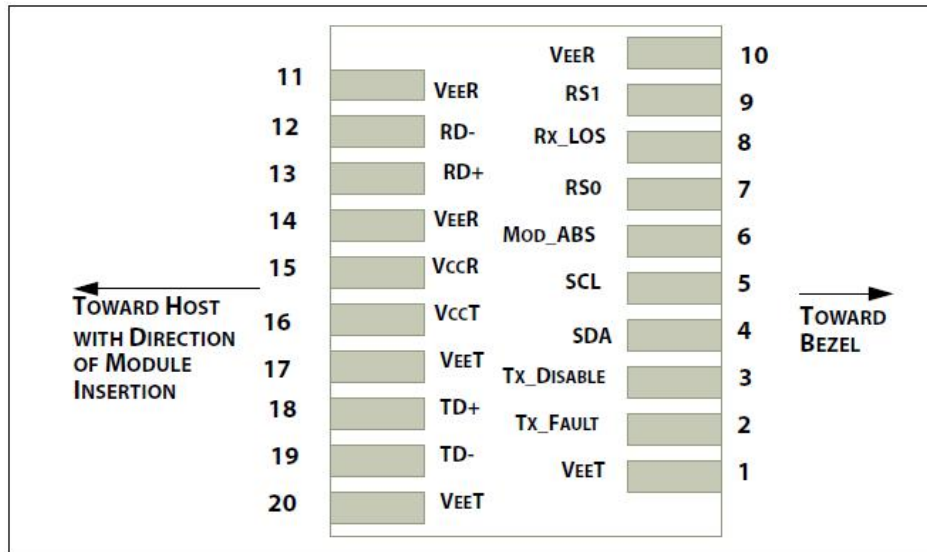 11 VEER
12 RD-
13 RD+
14 VEER
15 VCCR
16 VCCT
17 VEET
18 TD+
19 TD-
20 VEET
VEER 10
RS1 9
RX_LOS 8
RS0 7
MOD_ABS 6
SCL 5
SDA 4
TX_DISABLE 3
TX_FAULT 2
VEET 1
TOWARD HOST
WITH DIRECTION
OF MODULE
INSERTION
TOWARD
BEZEL